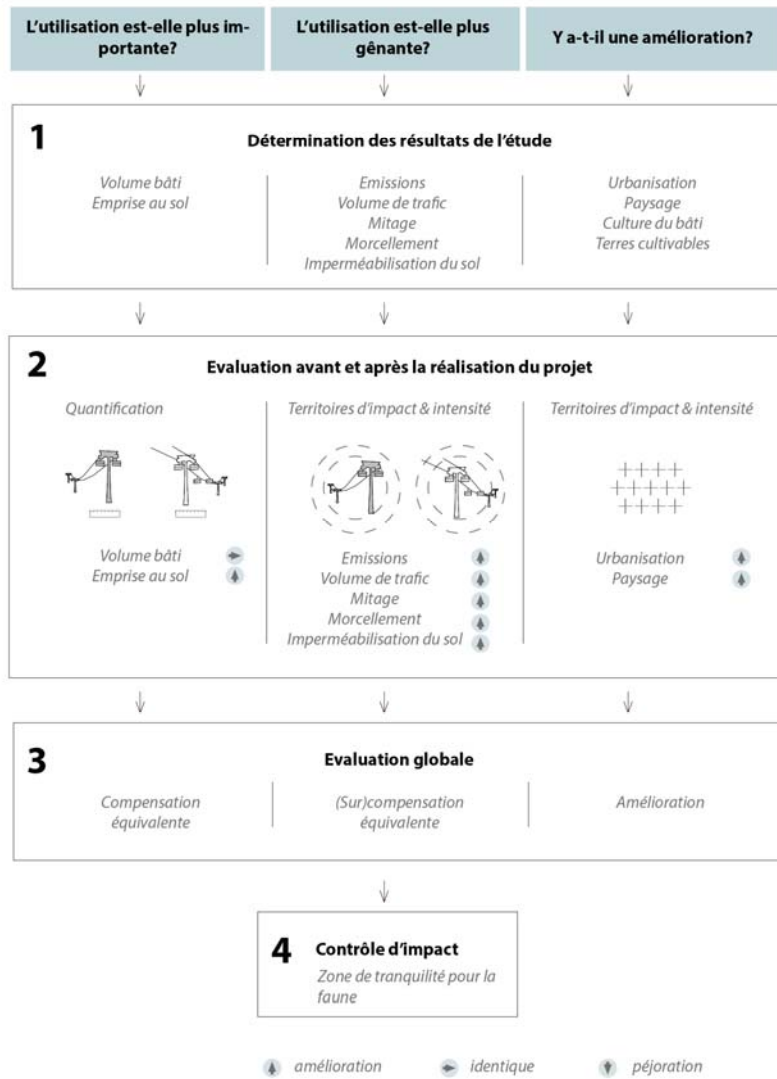 L'utilisation est-elle plus im-
portante?
L'utilisation est-elle plus
gênante?
Y a-t-il une amélioration?
1
Détermination des résultats de l'étude
Volume bâti
Emprise au sol
Emissions
Volume de trafic
Mitage
Morcellement
Imperméabilisation du sol
Urbanisation
Paysage
Culture du bâti
Terres cultivables
2
Evaluation avant et après la réalisation du projet
Quantification
Territoires d'impact & intensité
Territoires d'impact & intensité
Volume bâti
Emprise au sol
Emissions
Volume de trafic
Mitage
Morcellement
Imperméabilisation du sol
Urbanisation
Paysage
3
Evaluation globale
Compensation
équivalente
(Sur)compensation
équivalente
Amélioration
4
Contrôle d'impact
Zone de tranquilité pour la
faune
amélioration
identique
péjoration